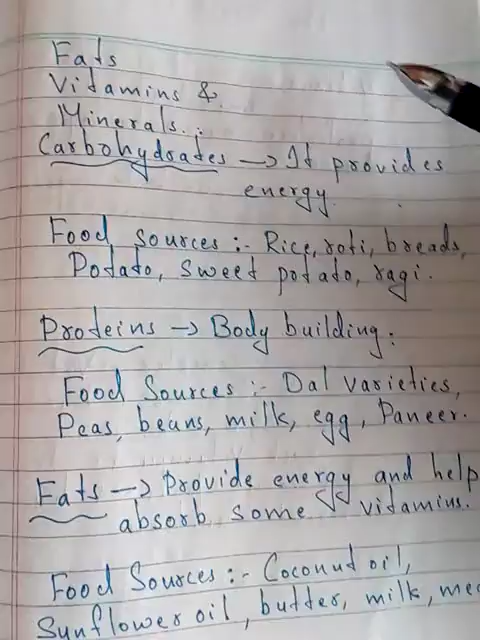 Fats
Vitamins &
Minerals.
Carbohydrates → It provides
energy.
Food sources :- Rice, roti, breads,
Potato, Sweet potato, ragi.
Proteins → Body building.
Food Sources :- Dal varieties,
Peas, beans, milk, egg, Paneer.
Fats → Provide energy and help
absorb some vitamins.
Food Sources :- Coconut oil,
Sunflower oil, butter, milk,